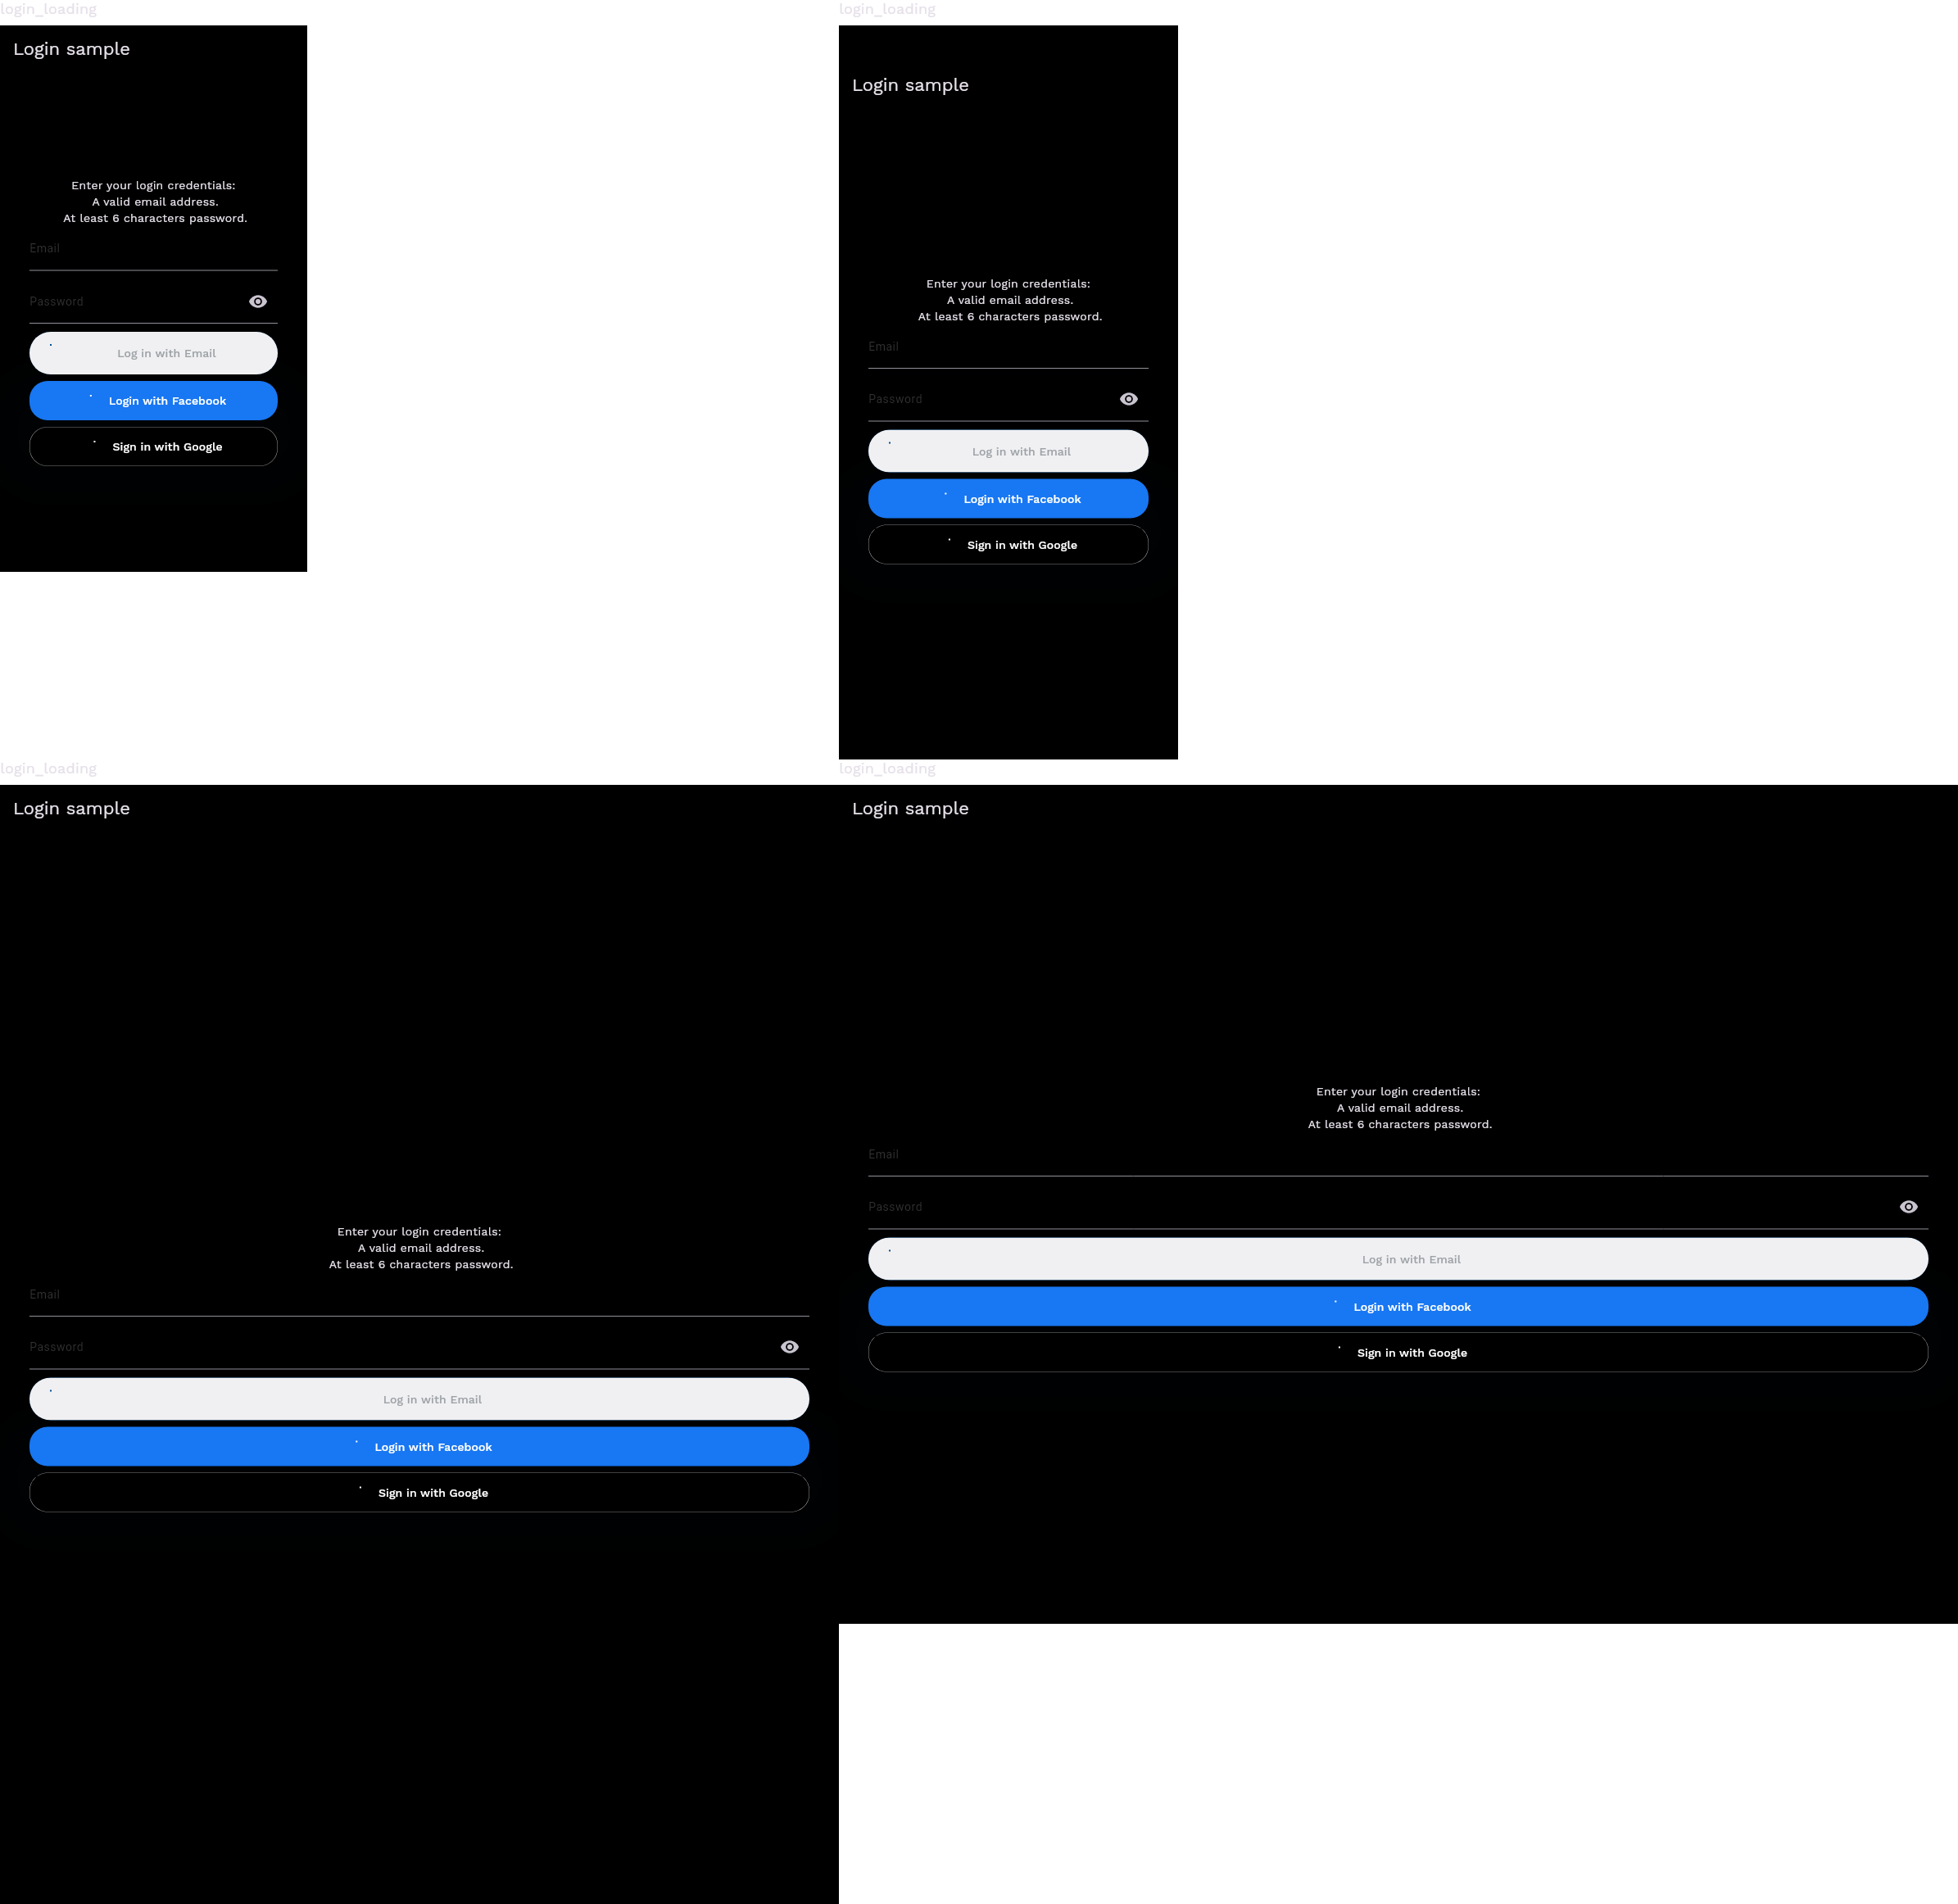 login_loading
Login sample
Enter your login credentials:
A valid email address.
At least 6 characters password.
Email
Password
Log in with Email
Login with Facebook
Sign in with Google
login_loading
Login sample
Enter your login credentials:
A valid email address.
At least 6 characters password.
Email
Password
Log in with Email
Login with Facebook
Sign in with Google
login_loading
Login sample
Enter your login credentials:
A valid email address.
At least 6 characters password.
Email
Password
Log in with Email
Login with Facebook
Sign in with Google
login_loading
Login sample
Enter your login credentials:
A valid email address.
At least 6 characters password.
Email
Password
Log in with Email
Login with Facebook
Sign in with Google